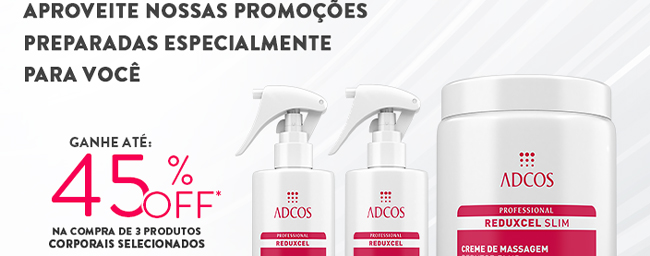 APROVEITE NOSSAS PROMOÇÕES
PREPARADAS ESPECIALMENTE
PARA VOCÊ
GANHE ATÉ:
45% OFF*
NA COMPRA DE 3 PRODUTOS
CORPORAIS SELECIONADOS
ADCOS
PROFESSIONAL
REDUXCEL
ADCOS
PROFESSIONAL
REDUXCEL
ADCOS
PROFESSIONAL
REDUXCEL SLIM
CREME DE MASSAGEM